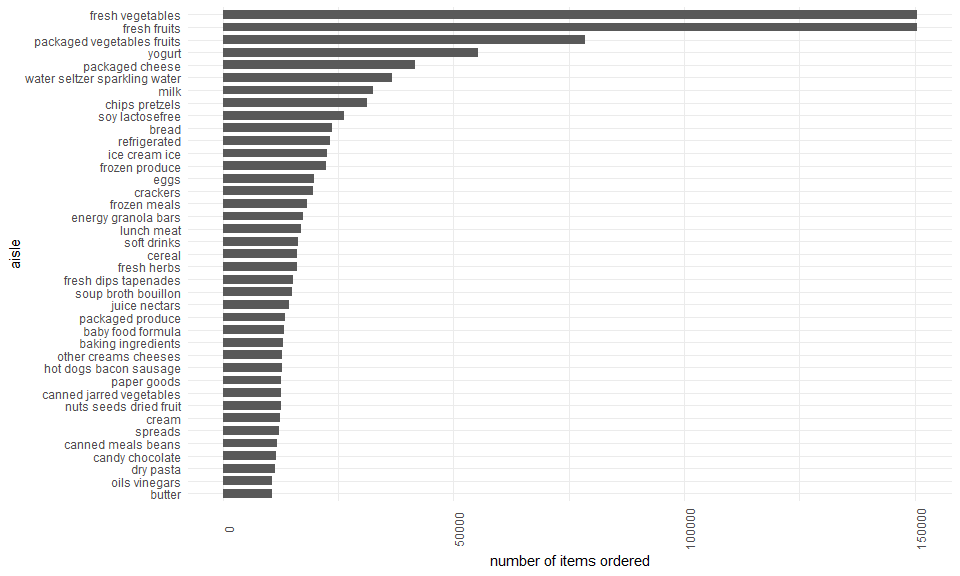 fresh vegetables
fresh fruits
packaged vegetables fruits
yogurt
packaged cheese
water seltzer sparkling water
milk
chips pretzels
soy lactosefree
bread
refrigerated
ice cream ice
frozen produce
eggs
crackers
frozen meals
energy granola bars
lunch meat
soft drinks
cereal
fresh herbs
fresh dips tapenades
soup broth bouillon
juice nectars
packaged produce
baby food formula
baking ingredients
other creams cheeses
hot dogs bacon sausage
paper goods
canned jarred vegetables
nuts seeds dried fruit
cream
spreads
canned meals beans
candy chocolate
dry pasta
oils vinegars
butter
aisle
0
50000
100000
150000
number of items ordered